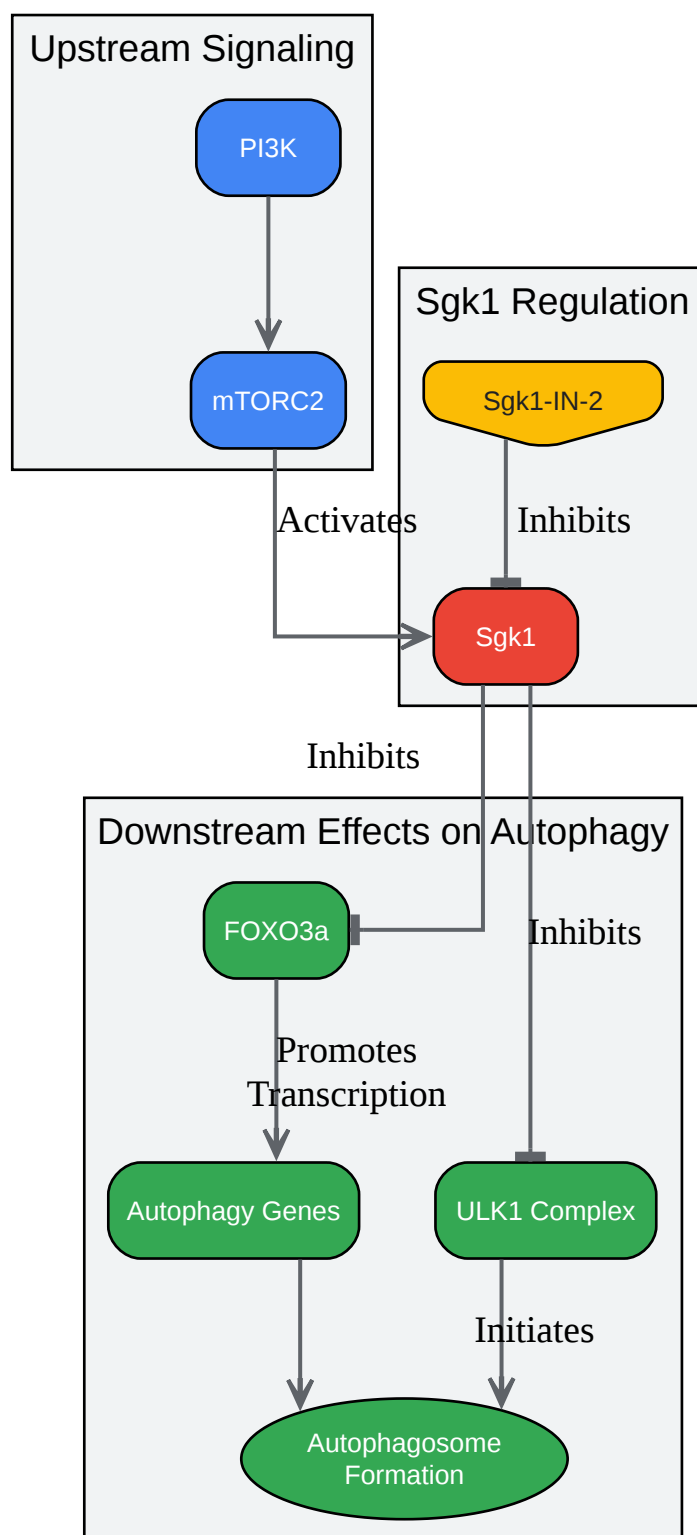 Upstream Signaling
PI3K
mTORC2
Sgk1 Regulation
Sgk1-IN-2
Activates
Inhibits
Sgk1
Inhibits
Downstream Effects on Autophagy
FOXO3a
Inhibits
Promotes
Transcription
Autophagy Genes
ULK1 Complex
Initiates
Autophagosome
Formation